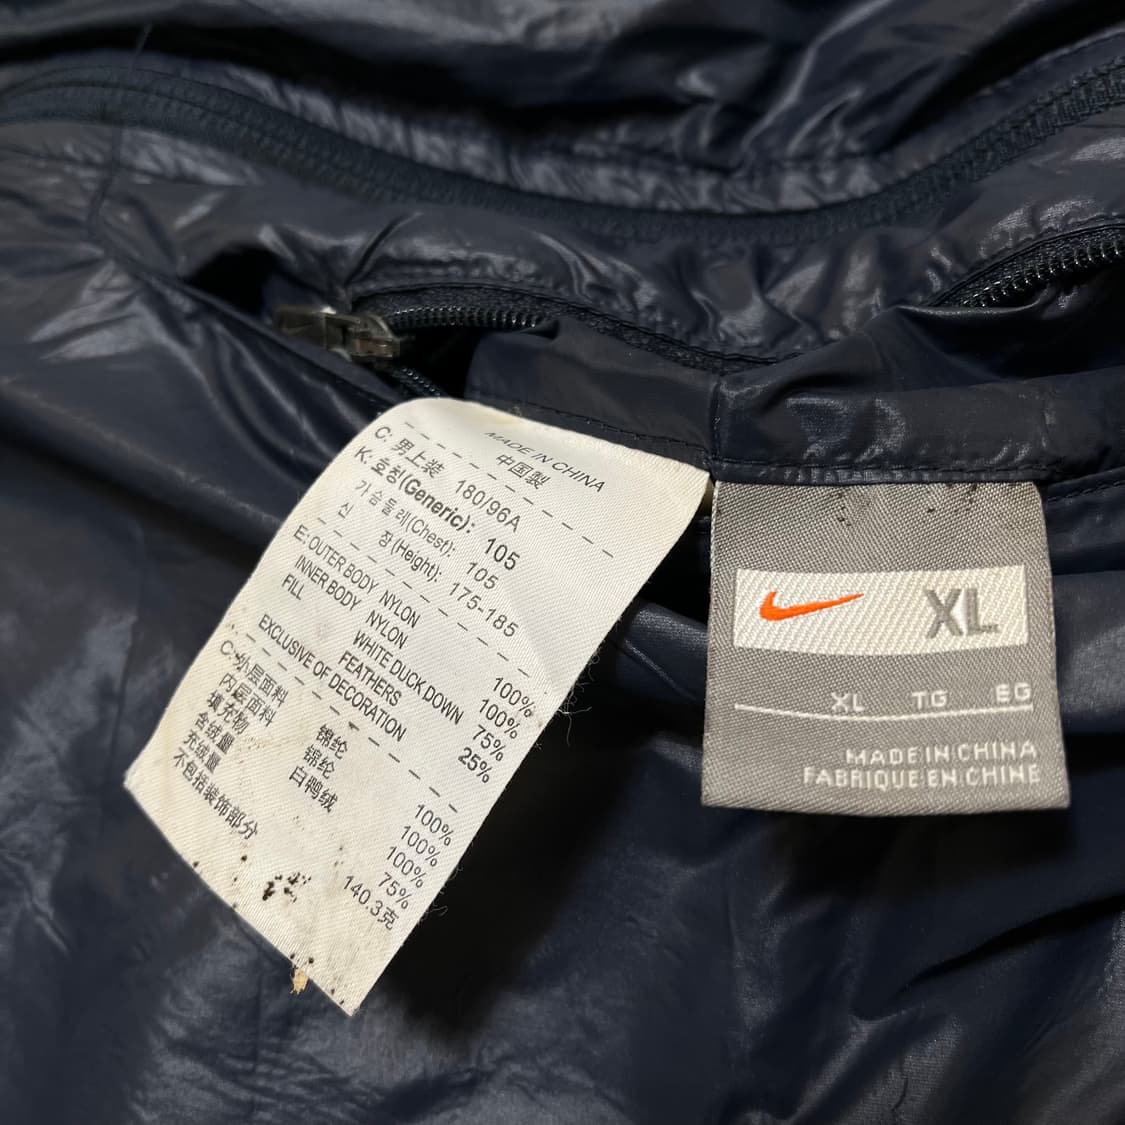 MADE IN CHINA
中国製
C: 男上装 180/96A
K: 호칭(Generic): 105
가슴둘레(Chest): 105
신 장(Height): 175-185
E: OUTER BODY NYLON 100%
INNER BODY NYLON 100%
FILL WHITE DUCK DOWN 75%
FEATHERS 25%
EXCLUSIVE OF DECORATION
C: 外层面料 锦纶 100%
内层面料 锦纶 100%
填充物 白鸭绒 100%
含绒量 75%
充绒量 140.3克
不包括装饰部分
XL
XL TG EG
MADE IN CHINA
FABRIQUE EN CHINE